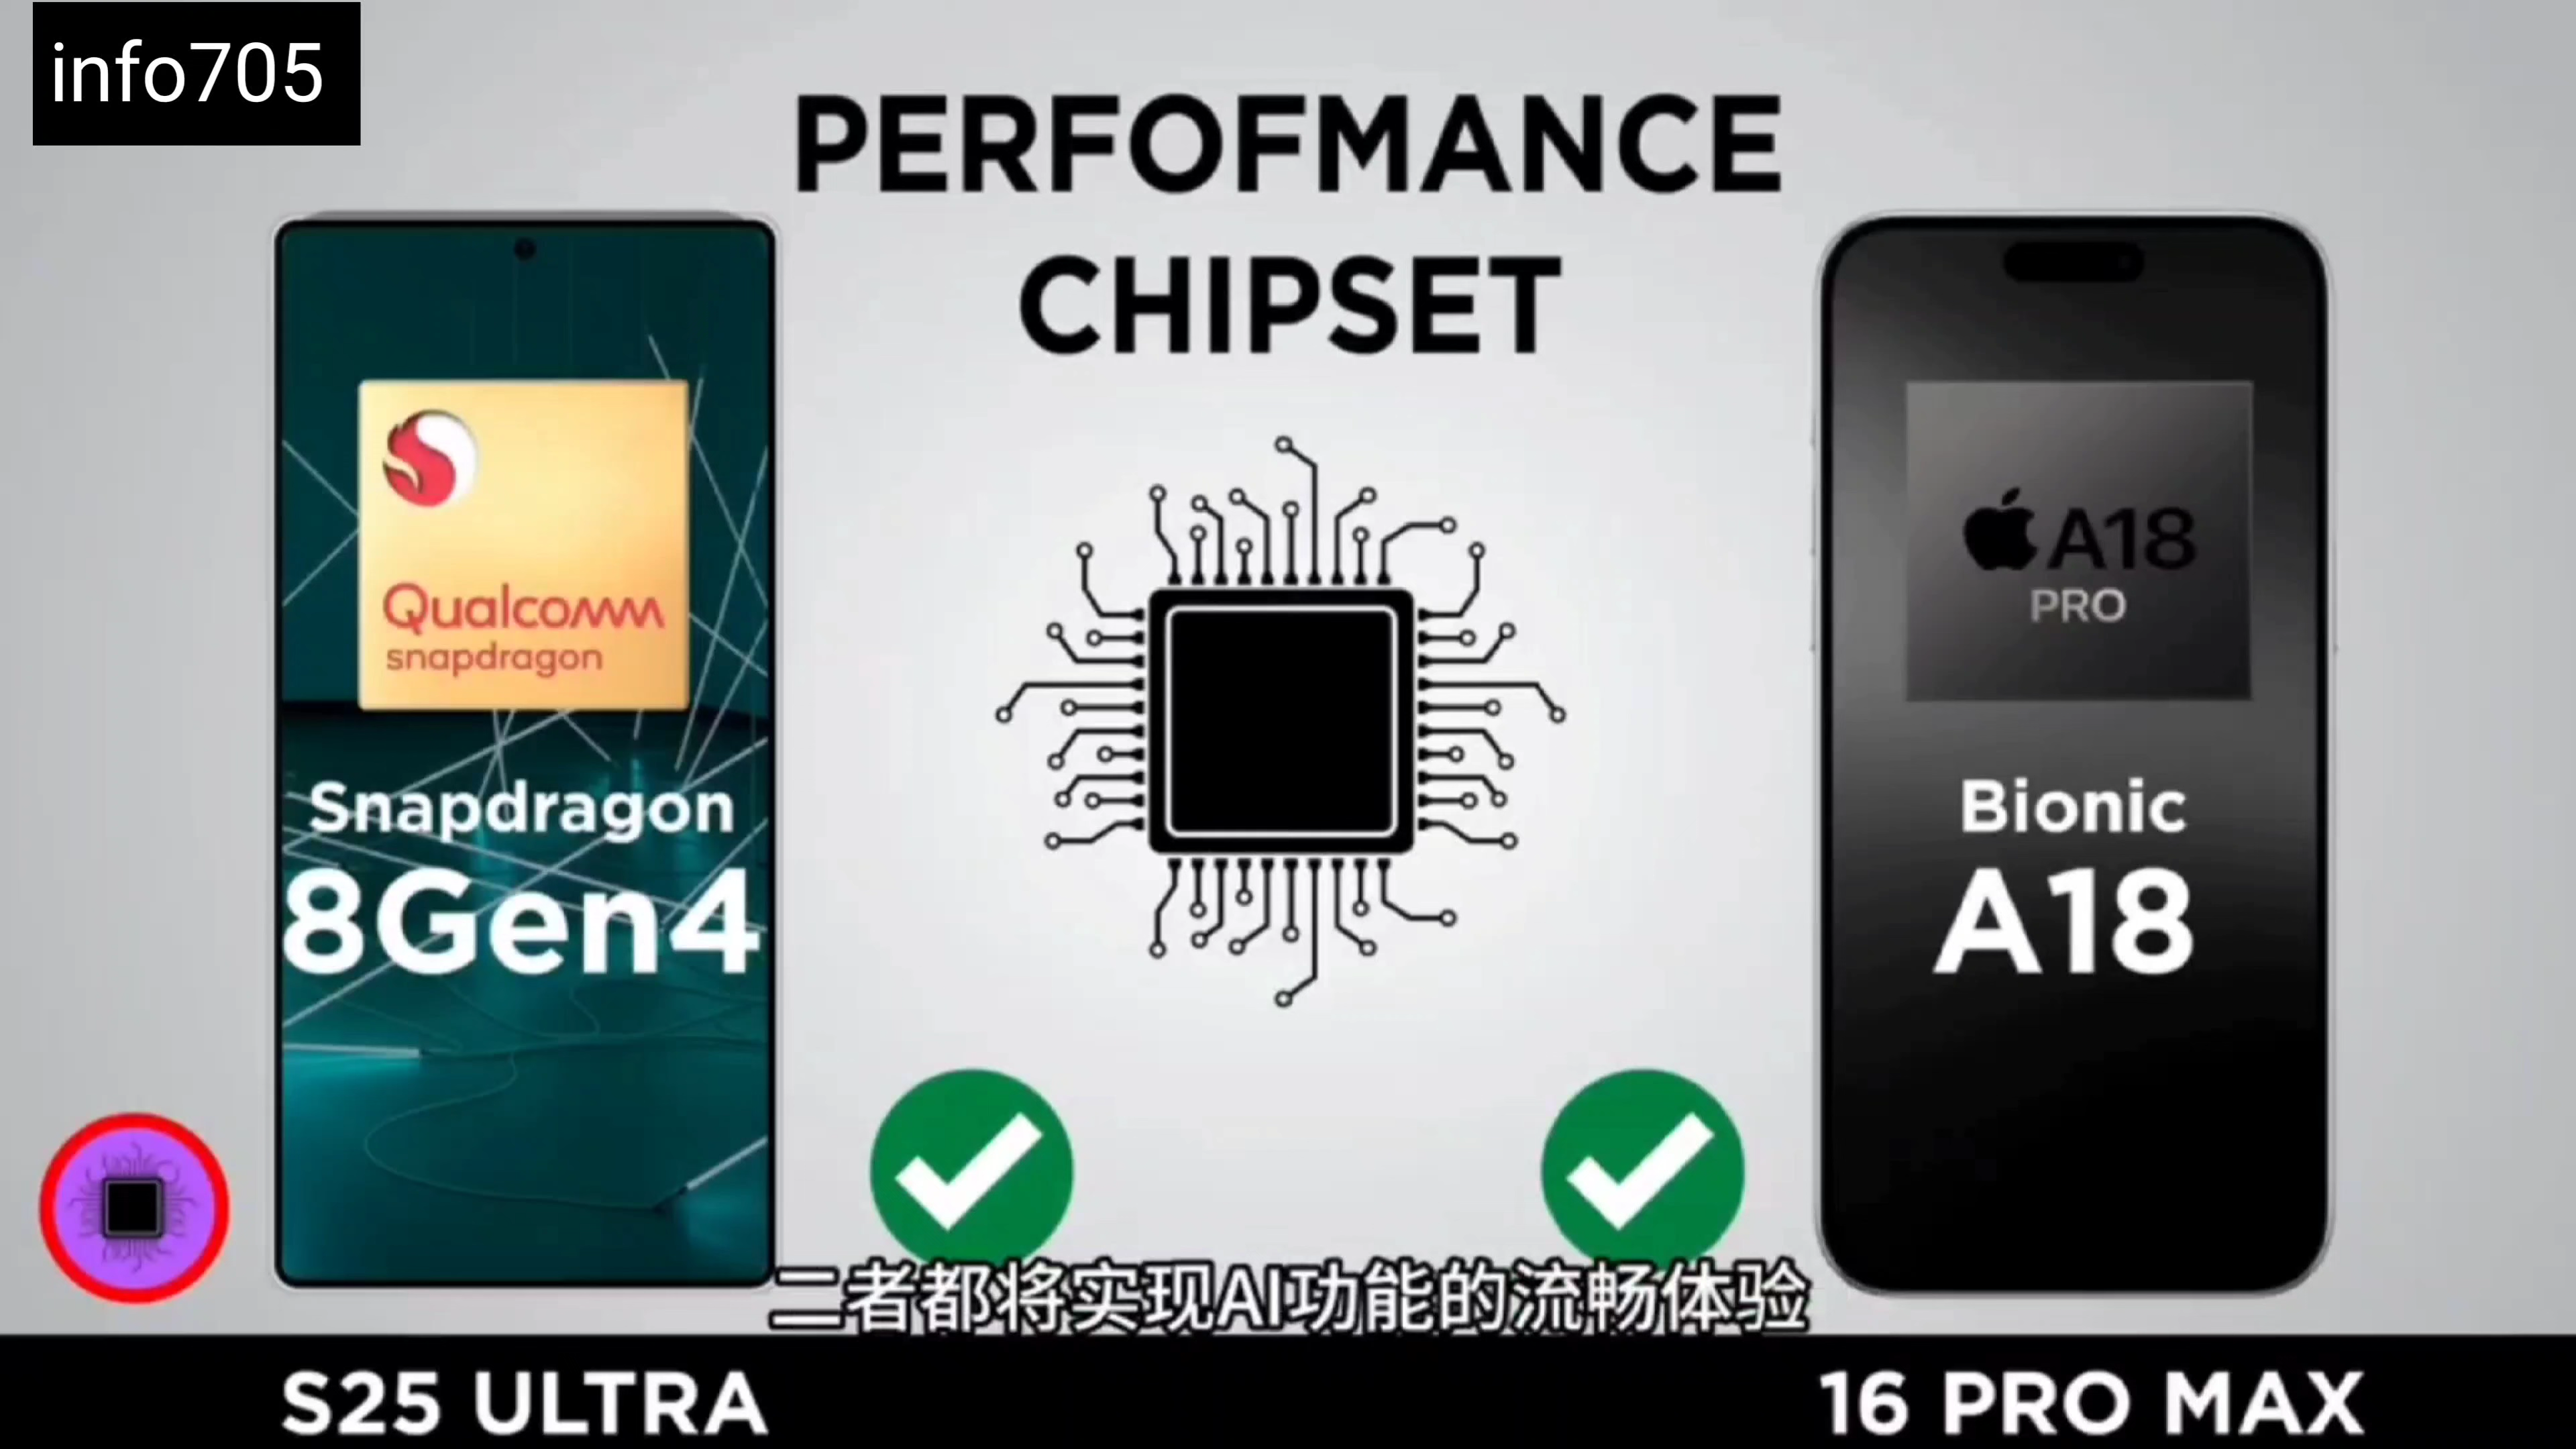 info705
PERFOFMANCE
CHIPSET
Qualcomm
snapdragon
Snapdragon
8Gen4
A18
PRO
Bionic
A18
二者都将实现AI功能的流畅体验
S25 ULTRA
16 PRO MAX